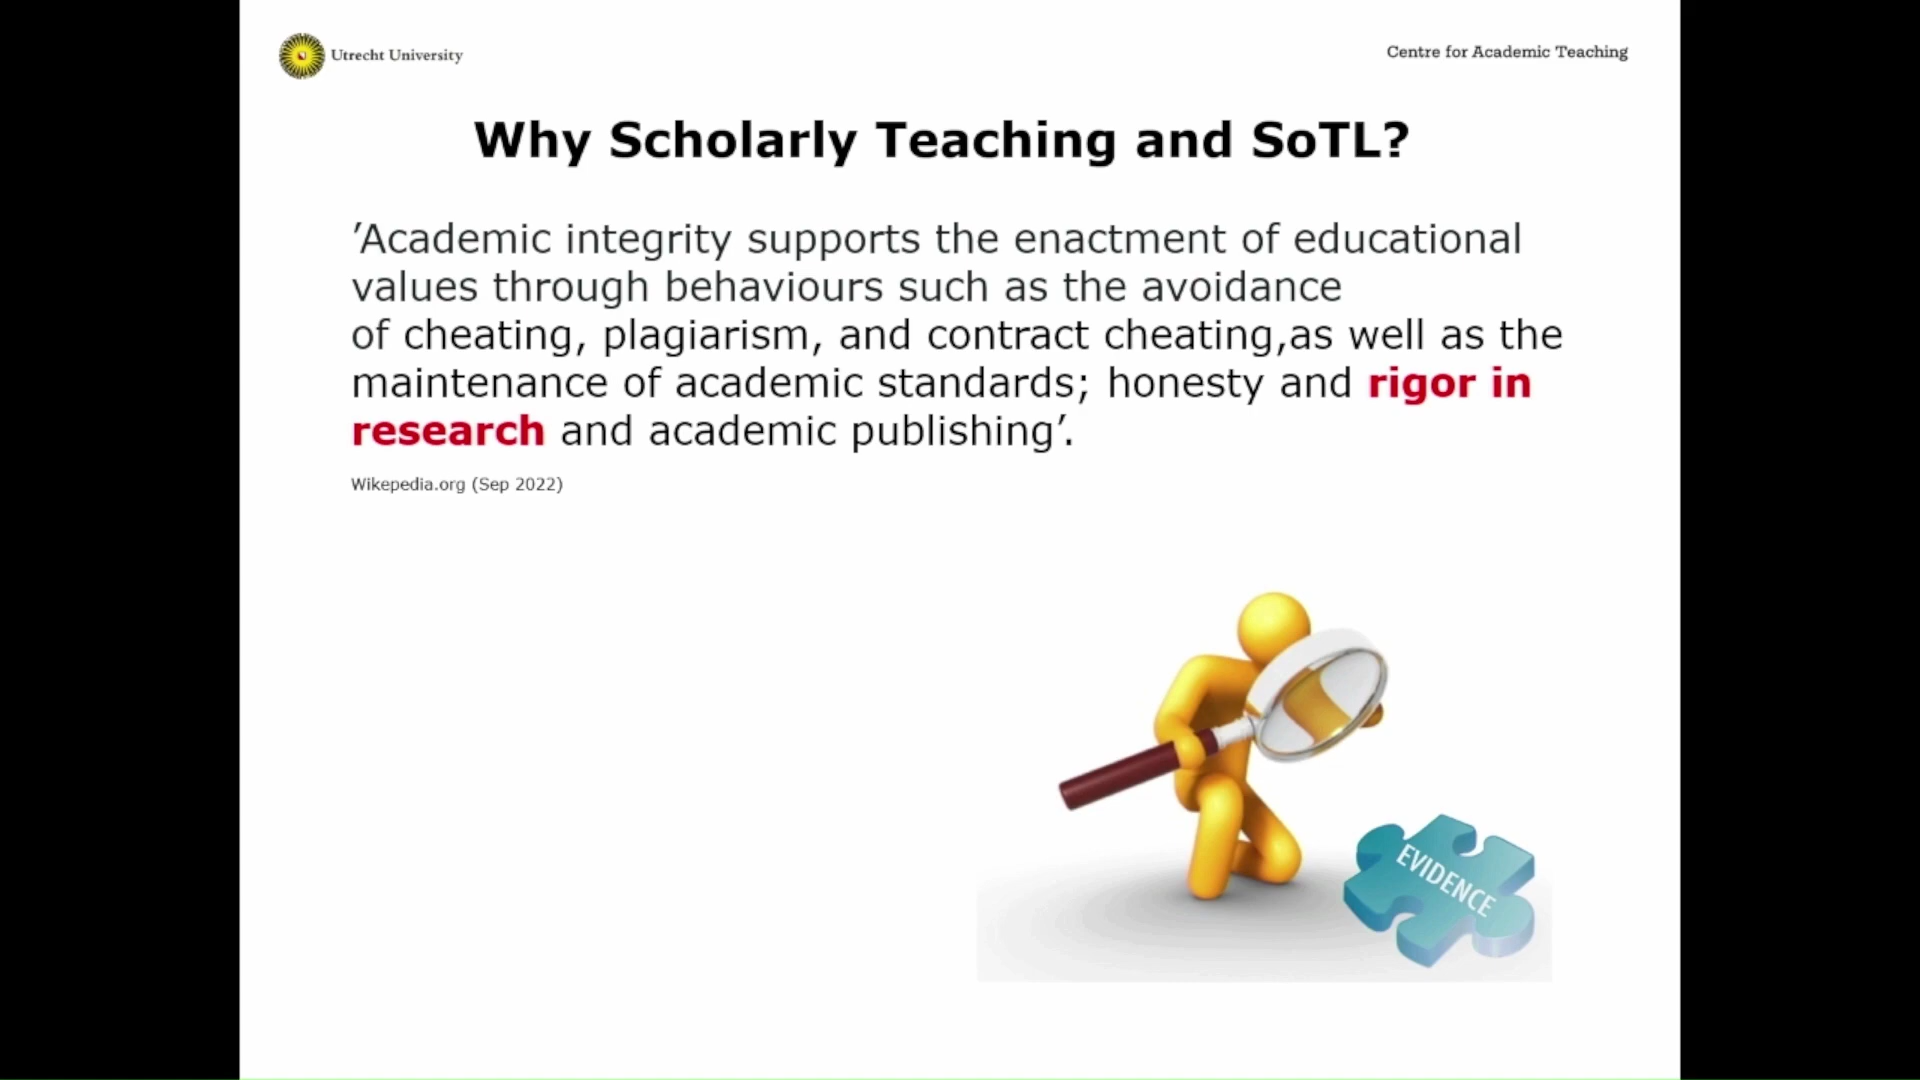 Utrecht University
Centre for Academic Teaching
Why Scholarly Teaching and SoTL?
’Academic integrity supports the enactment of educational
values through behaviours such as the avoidance
of cheating, plagiarism, and contract cheating,as well as the
maintenance of academic standards; honesty and rigor in
research and academic publishing’.
Wikepedia.org (Sep 2022)
EVIDENCE